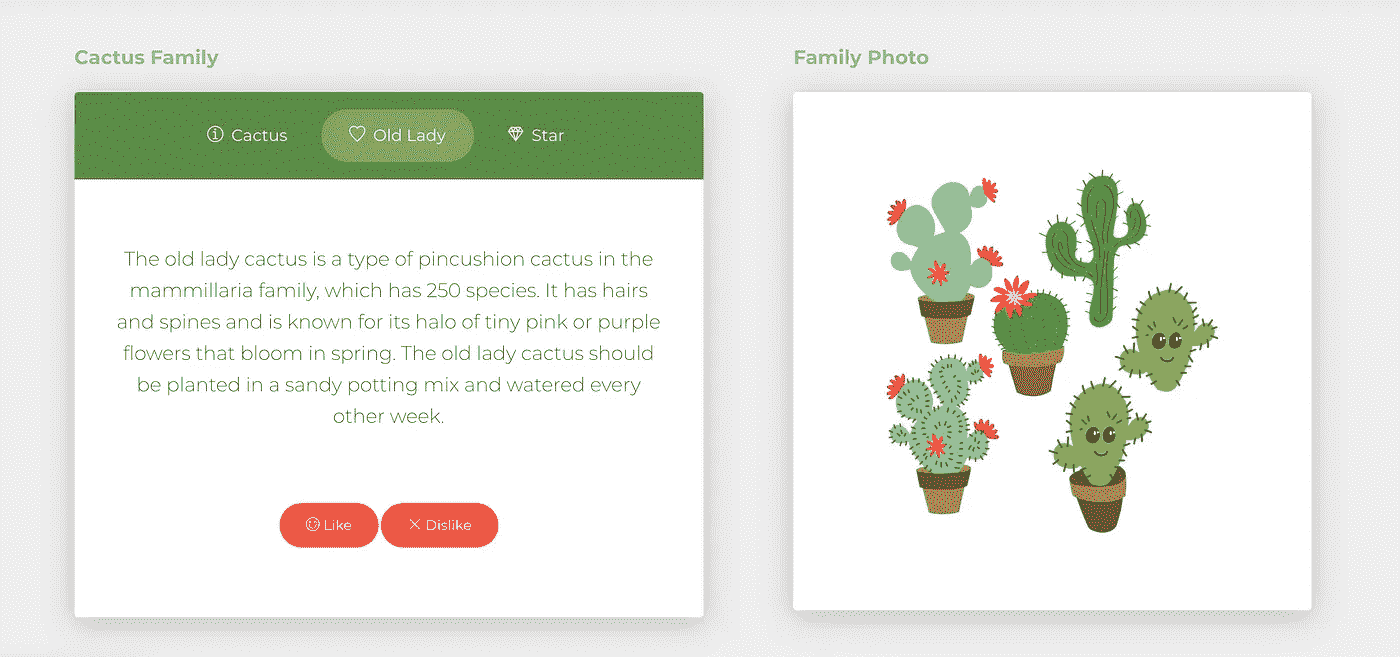 Cactus Family
Cactus
Old Lady
Star
The old lady cactus is a type of pincushion cactus in the
mammillaria family, which has 250 species. It has hairs
and spines and is known for its halo of tiny pink or purple
flowers that bloom in spring. The old lady cactus should
be planted in a sandy potting mix and watered every
other week.
Like
Dislike
Family Photo